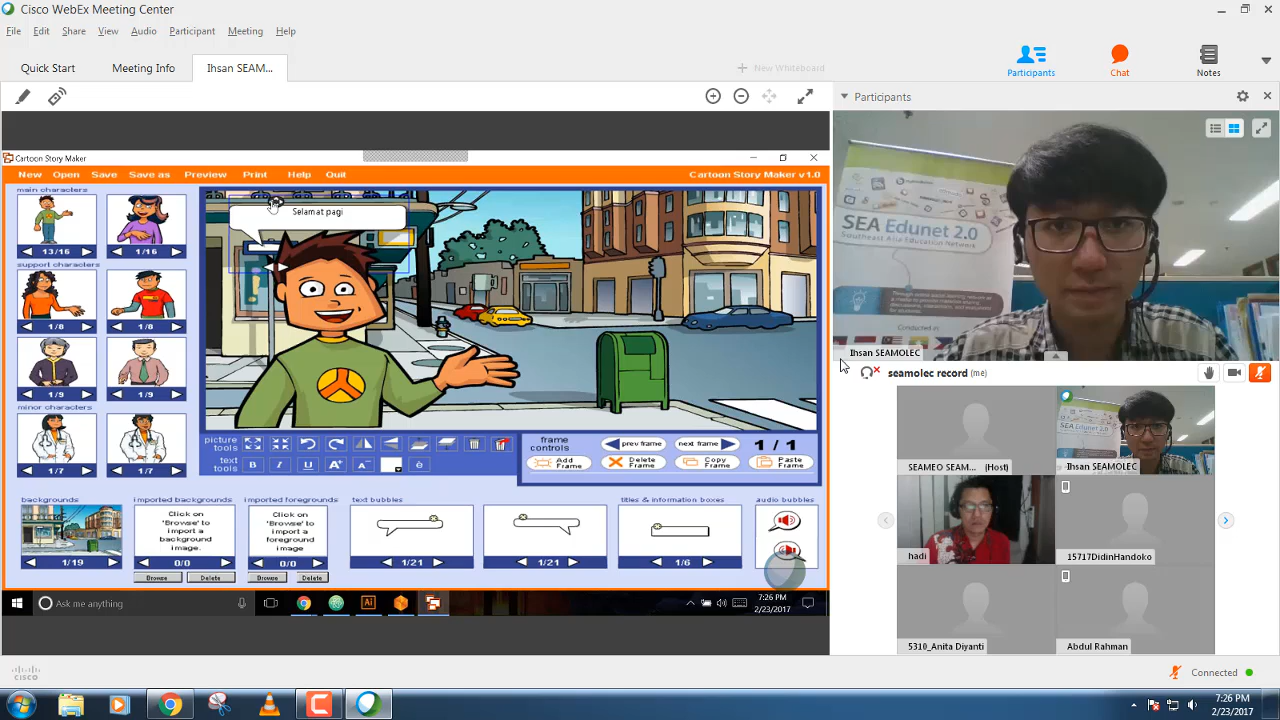 Cisco WebEx Meeting Center
File Edit Share View Audio Participant Meeting Help
Quick Start Meeting Info Ihsan SEAM...
New Whiteboard
Participants Chat Notes
Participants
Cartoon Story Maker
New Open Save Save as Preview Print Help Quit
Cartoon Story Maker v1.0
main characters
13/16 1/16
support characters
1/8 1/8
1/9 1/9
minor characters
1/7 1/7
Selamat pagi
picture tools
text tools
B I U A+ A- é
frame controls
prev frame next frame 1 / 1
Add Frame Delete Frame Copy Frame Paste Frame
backgrounds imported backgrounds imported foregrounds text bubbles titles & information boxes audio bubbles
Click on 'Browse' to import a background image.
Click on 'Browse' to import a foreground image
1/19 0/0 0/0 1/21 1/21 1/6
Browse Delete Browse Delete
Ask me anything
7:26 PM
2/23/2017
SEA Edunet 2.0
Southeast Asia Education Network
Conducted in
Ihsan SEAMOLEC
seamolec record (me)
SEAMEO SEAM... (Host)
Ihsan SEAMOLEC
hadi
15717DidinHandoko
5310_Anita Diyanti
Abdul Rahman
cisco
Connected
7:26 PM
2/23/2017